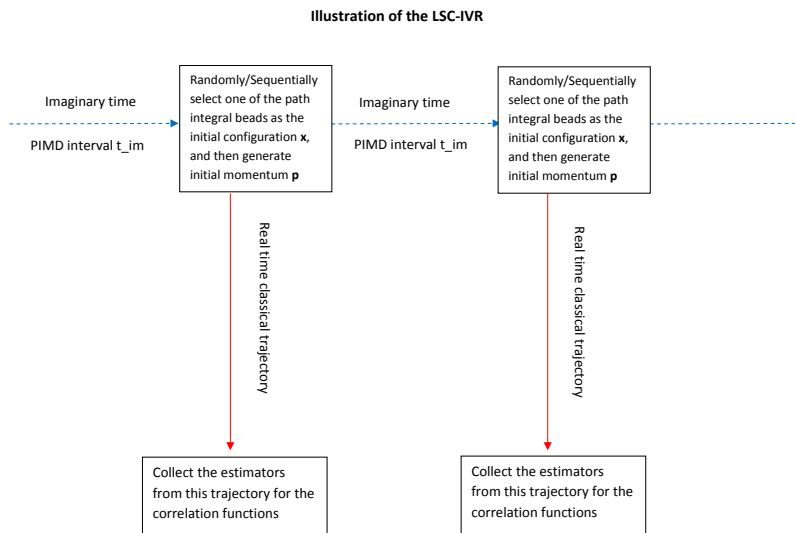 Illustration of the LSC-IVR
Imaginary time
PIMD interval t_im
Randomly/Sequentially
select one of the path
integral beads as the
initial configuration x,
and then generate
initial momentum p
Imaginary time
PIMD interval t_im
Randomly/Sequentially
select one of the path
integral beads as the
initial configuration x,
and then generate
initial momentum p
Real time classical trajectory
Real time classical trajectory
Collect the estimators
from this trajectory for the
correlation functions
Collect the estimators
from this trajectory for the
correlation functions